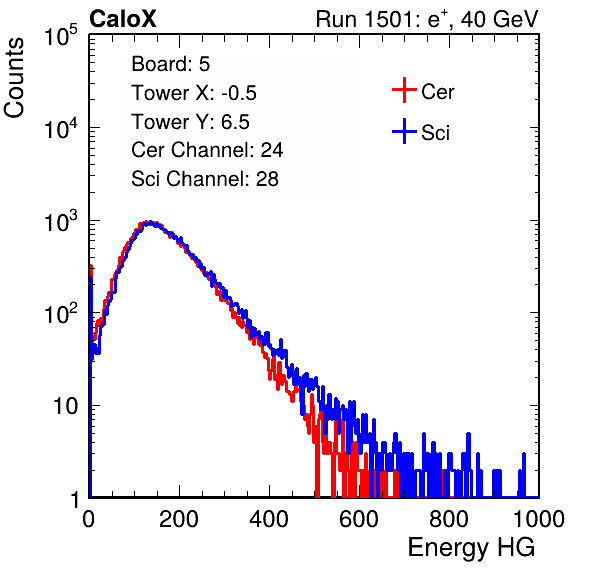 CaloX Run 1501: e⁺, 40 GeV
Counts
10⁵
10⁴
10³
10²
10
1
Board: 5
Tower X: -0.5
Tower Y: 6.5
Cer Channel: 24
Sci Channel: 28
Cer
Sci
0 200 400 600 800 1000
Energy HG